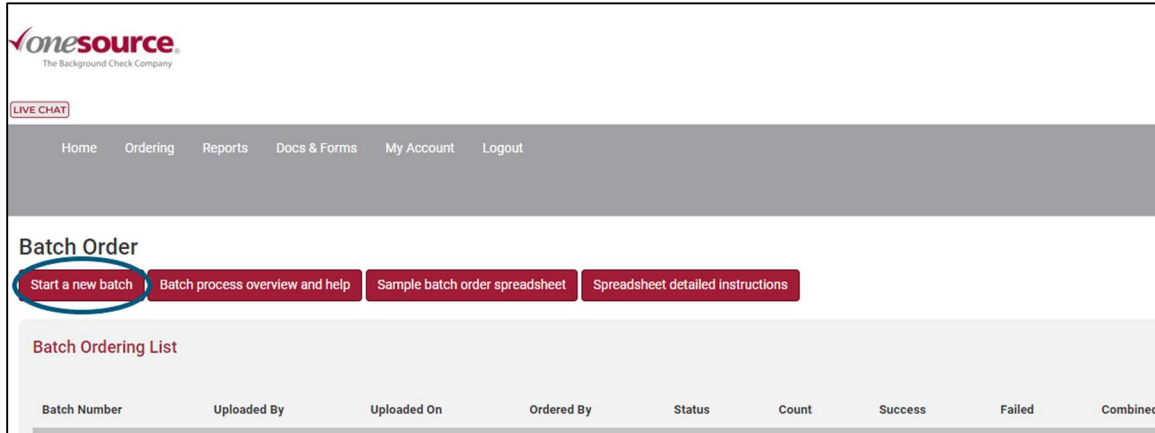 onesource®
The Background Check Company
LIVE CHAT
Home Ordering Reports Docs & Forms My Account Logout
Batch Order
Start a new batch Batch process overview and help Sample batch order spreadsheet Spreadsheet detailed instructions
Batch Ordering List
Batch Number Uploaded By Uploaded On Ordered By Status Count Success Failed Combined